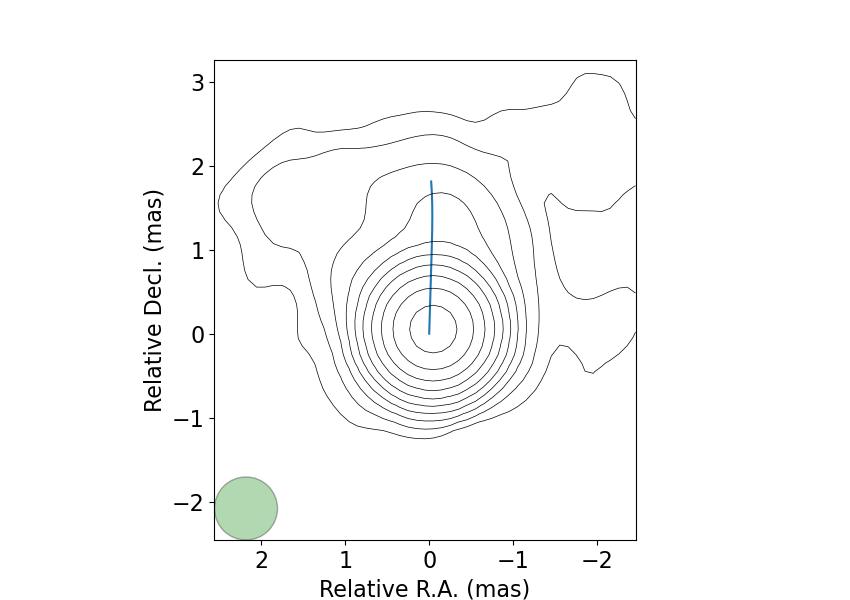 3
2
1
0
−1
−2
2 1 0 −1 −2
Relative R.A. (mas)
Relative Decl. (mas)